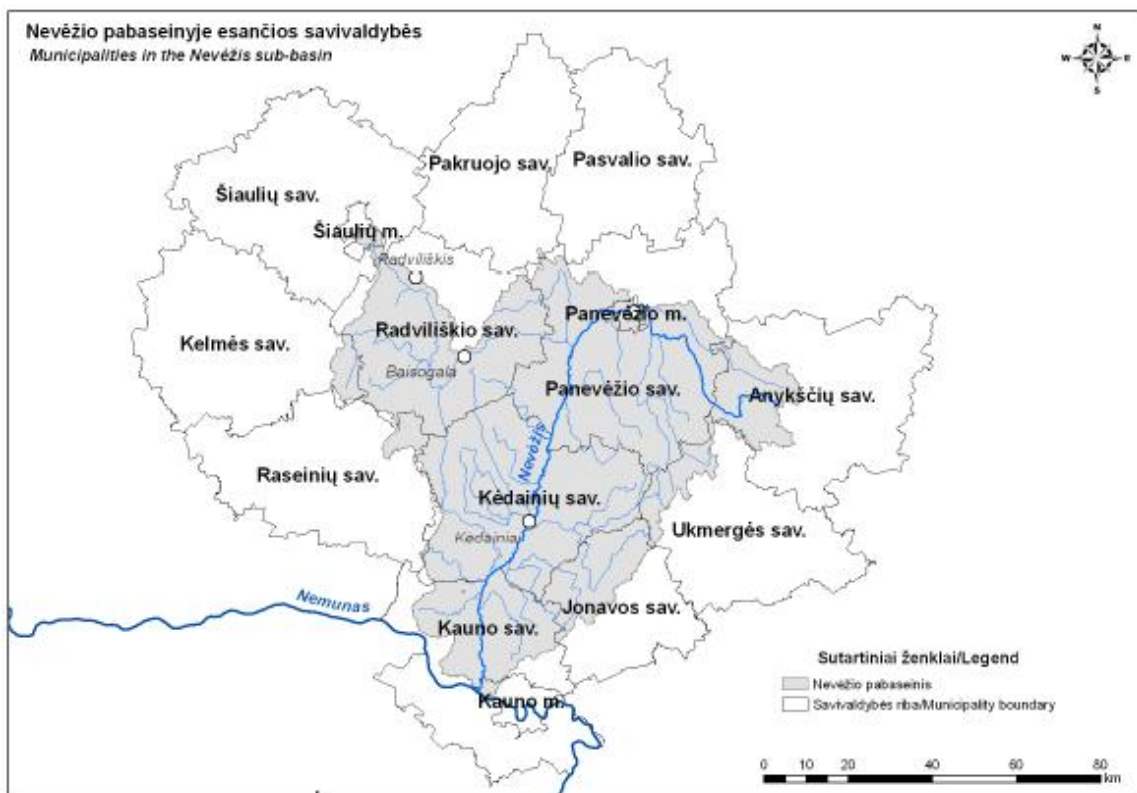 Nevėžio pabaseinyje esančios savivaldybės
Municipalities in the Nevėžis sub-basin
N
W E
S
Pakruojo sav.
Pasvalio sav.
Šiaulių sav.
Šiaulių m.
Radviliškis
Panevėžio m.
Radviliškio sav.
Kelmės sav.
Baisogala
Panevėžio sav.
Anykščių sav.
Nevėžis
Raseinių sav.
Kėdainių sav.
Kėdainiai
Ukmergės sav.
Nemunas
Jonavos sav.
Kauno sav.
Kauno m.
Sutartiniai ženklai/Legend
Nevėžio pabaseinis
Savivaldybės riba/Municipality boundary
0 5 10 20 40 60 80
km